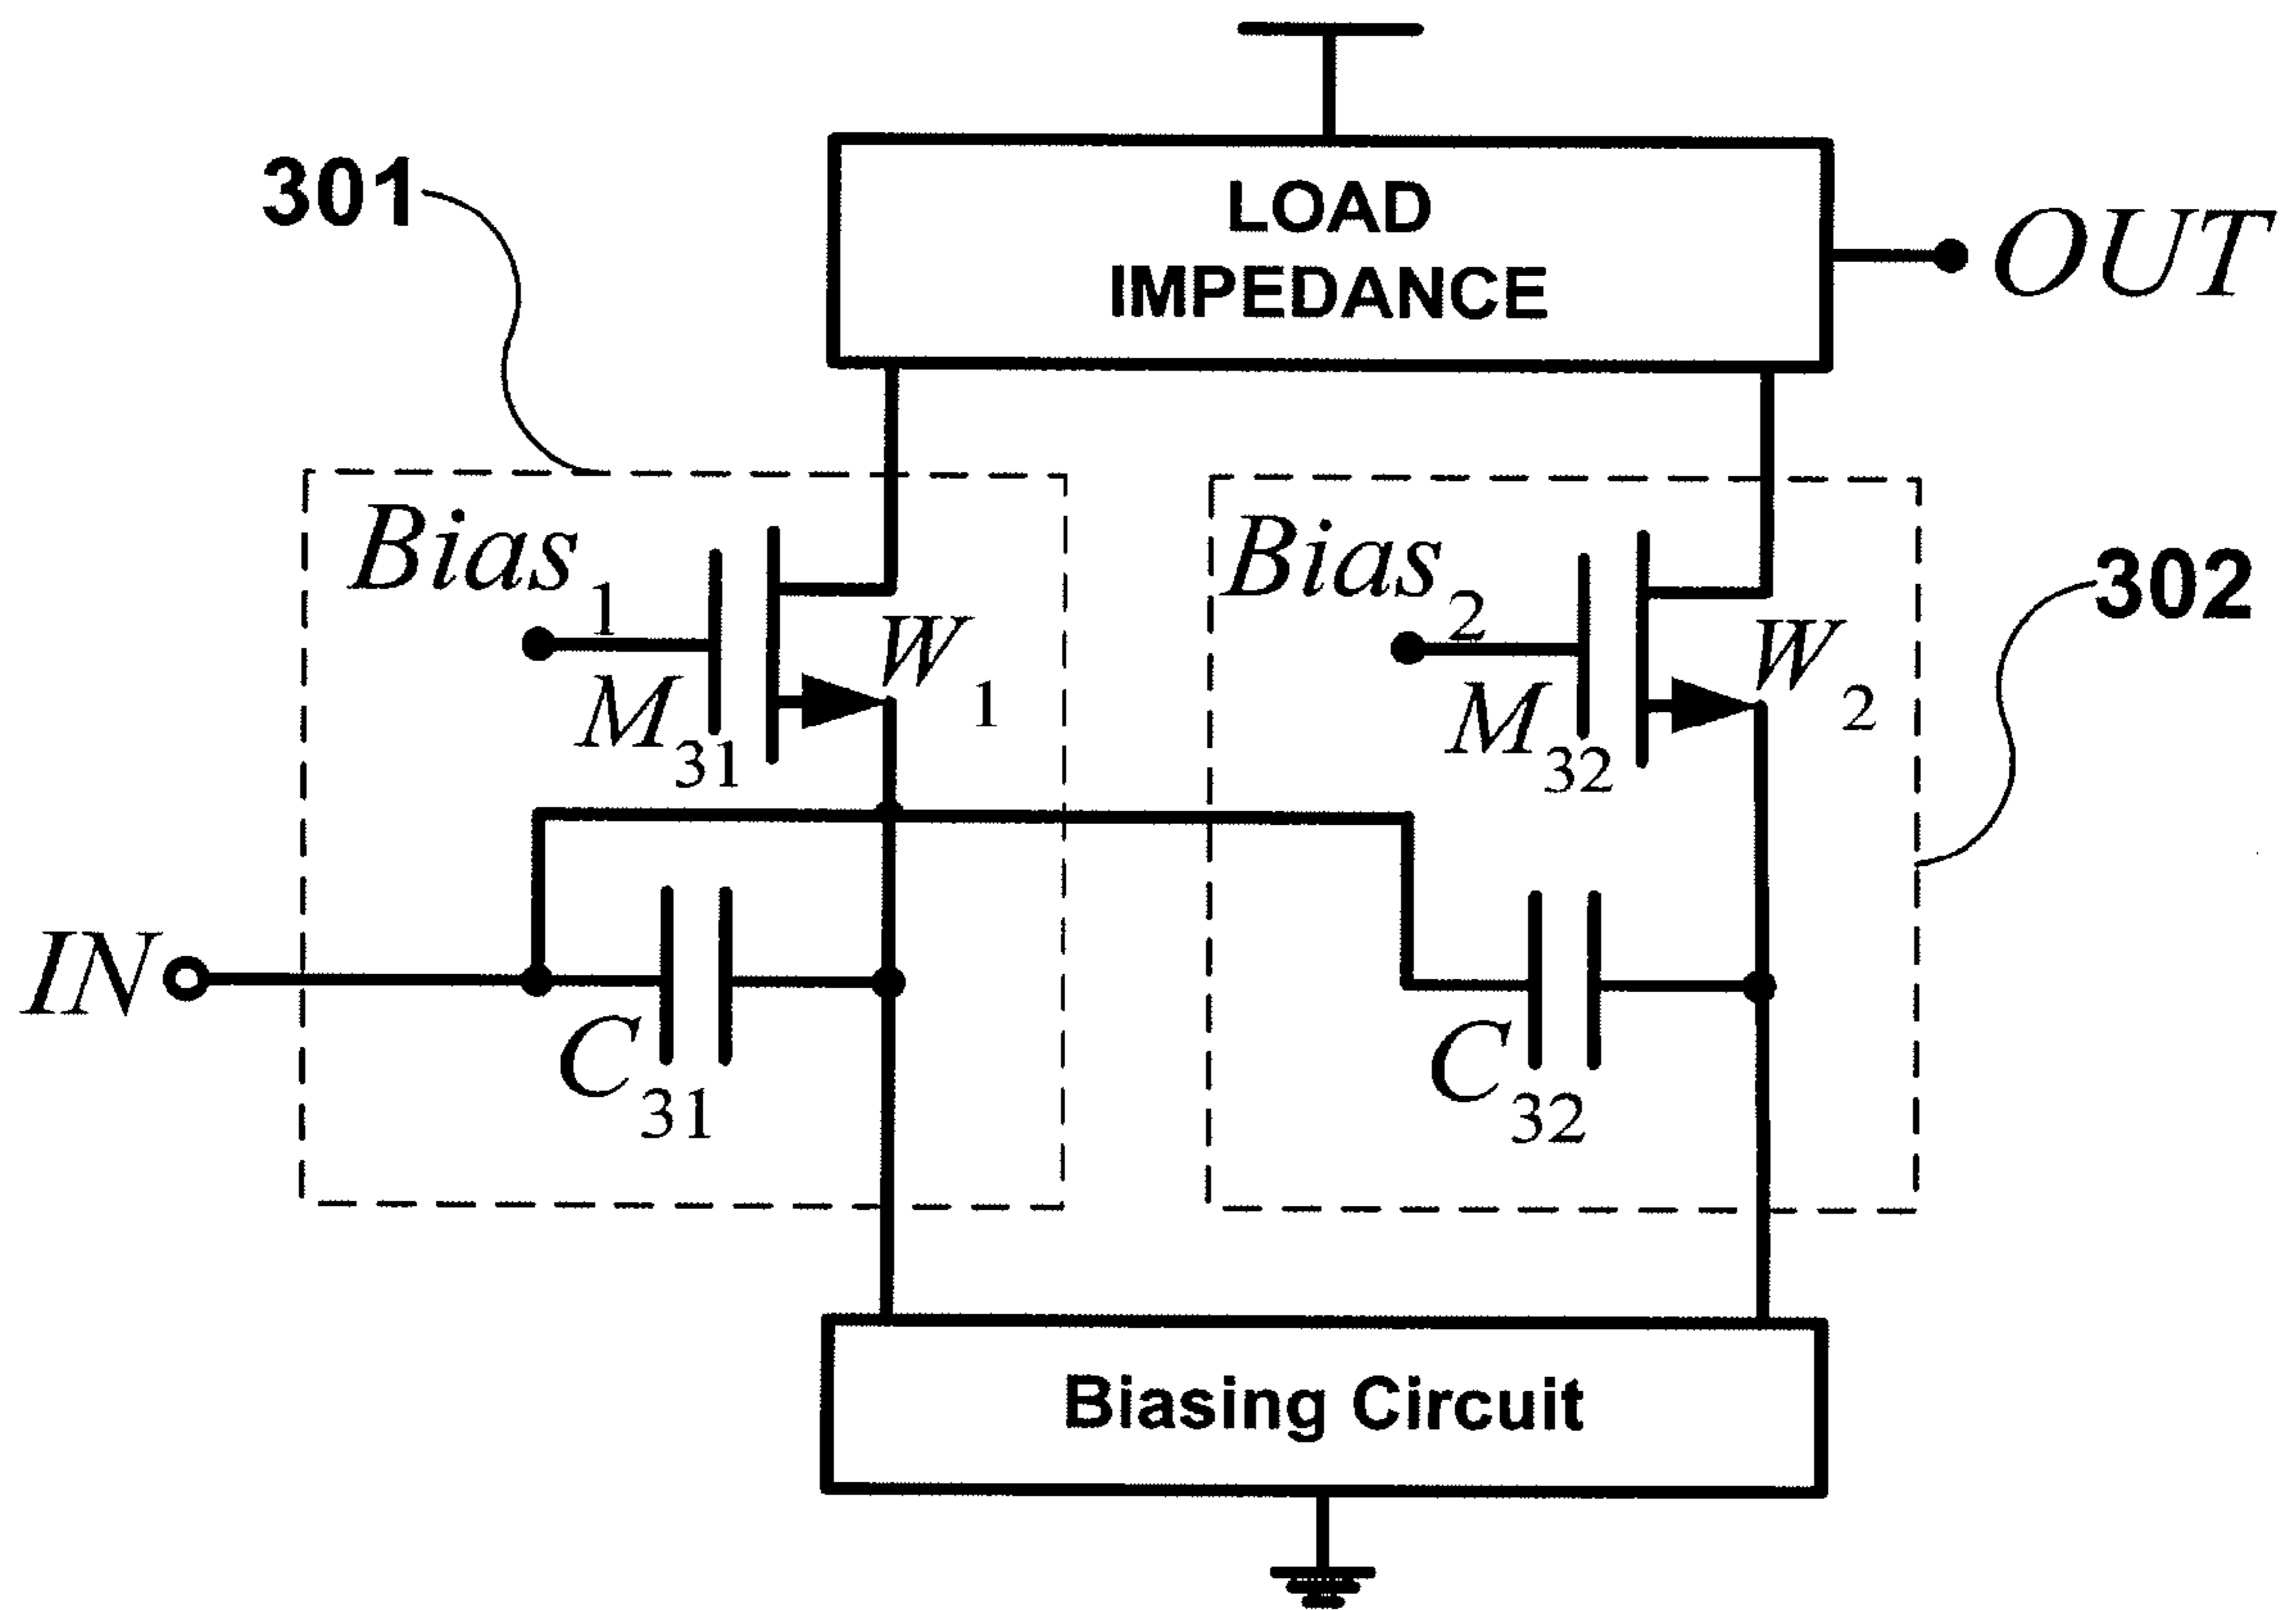 301
LOAD
IMPEDANCE
OUT
Bias1
Bias2
302
W1
W2
M31
M32
IN
C31
C32
Biasing Circuit